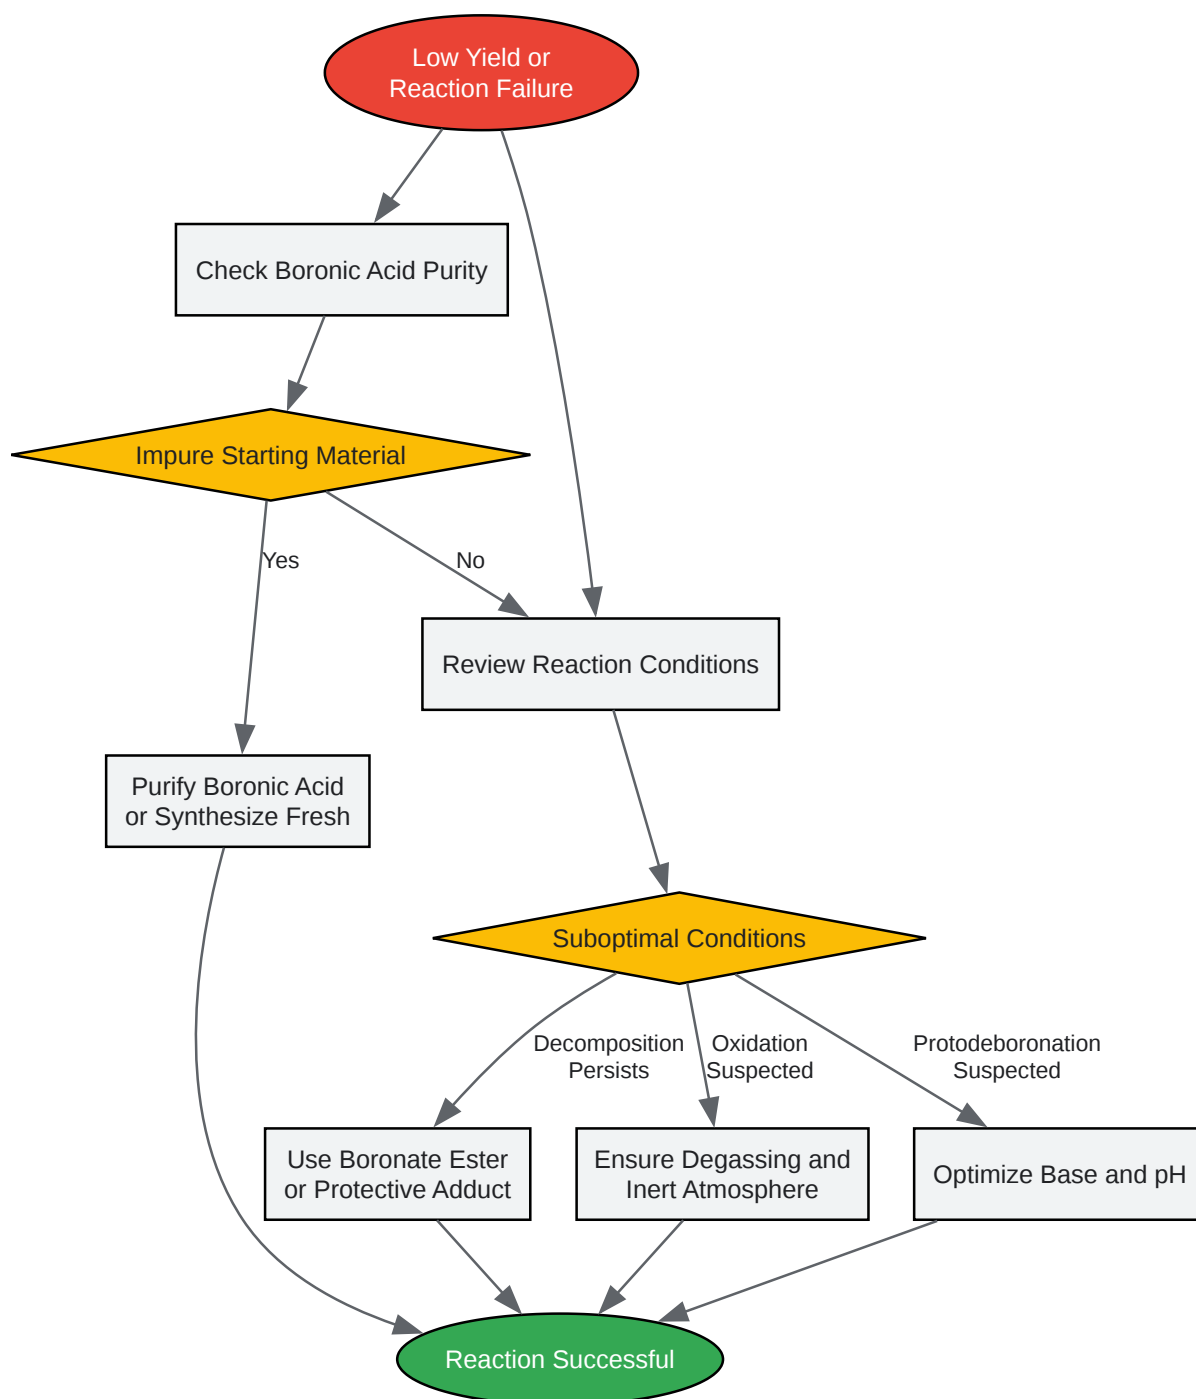 Low Yield or
Reaction Failure
Check Boronic Acid Purity
Impure Starting Material
Yes
No
Review Reaction Conditions
Purify Boronic Acid
or Synthesize Fresh
Suboptimal Conditions
Decomposition
Persists
Oxidation
Suspected
Protodeboronation
Suspected
Use Boronate Ester
or Protective Adduct
Ensure Degassing and
Inert Atmosphere
Optimize Base and pH
Reaction Successful